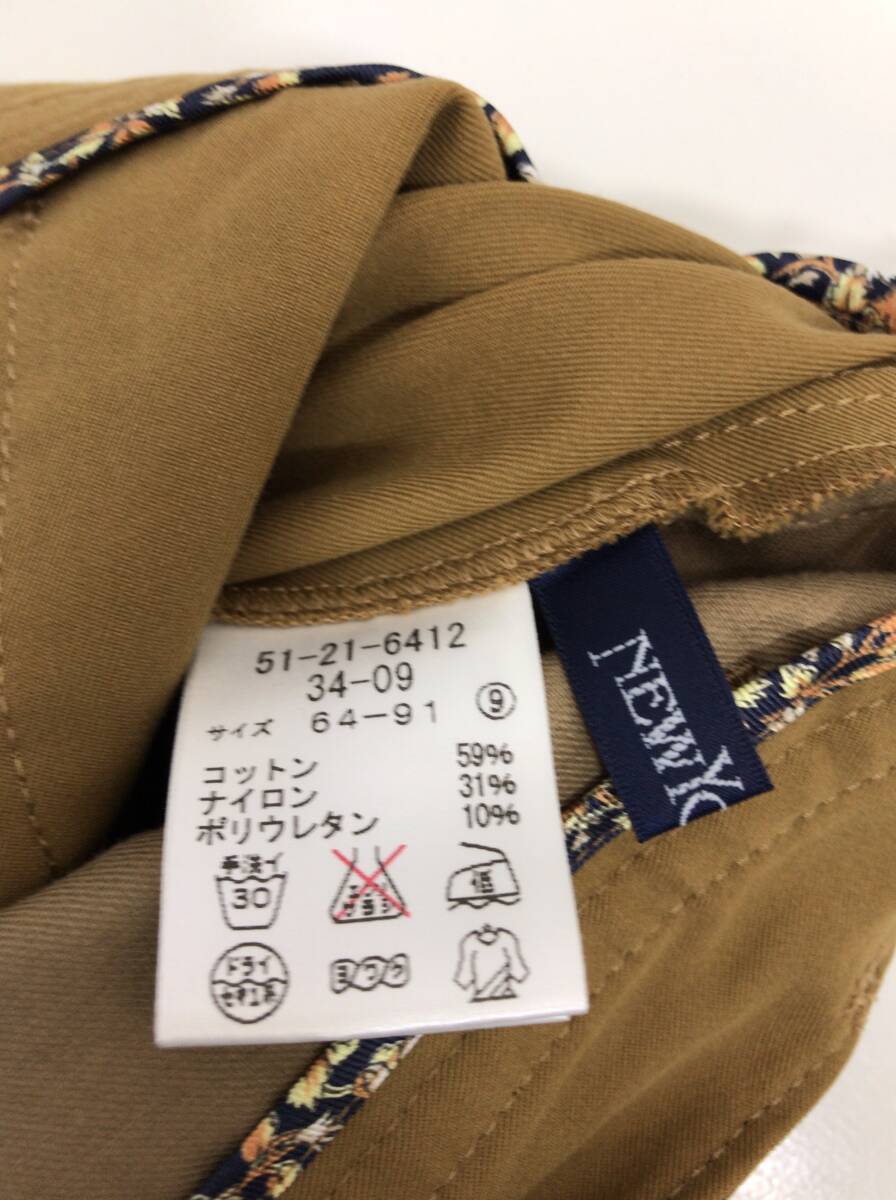 51-21-6412
34-09
サイズ 64-91 ⑨
コットン 59%
ナイロン 31%
ポリウレタン 10%
手洗イ
30
低
ドライ
セキユ系
ヨワク
NEWYO